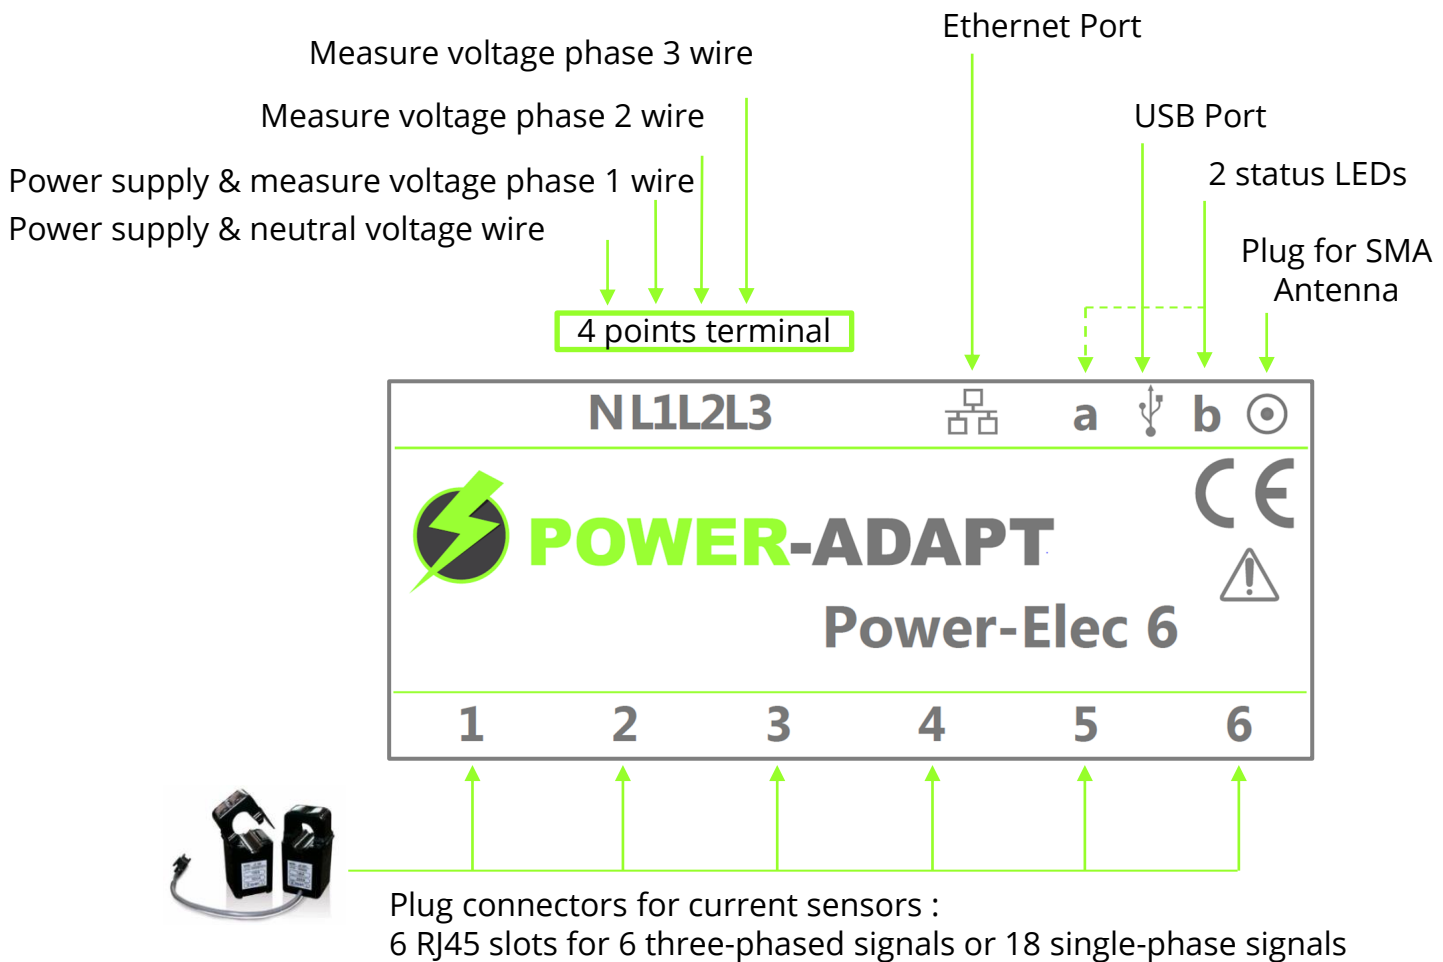 Ethernet Port
Measure voltage phase 3 wire
Measure voltage phase 2 wire
USB Port
Power supply & measure voltage phase 1 wire
2 status LEDs
Power supply & neutral voltage wire
Plug for SMA
Antenna
4 points terminal
N L1L2L3
a
b
CE
POWER-ADAPT
Power-Elec 6
1 2 3 4 5 6
Plug connectors for current sensors :
6 RJ45 slots for 6 three-phased signals or 18 single-phase signals